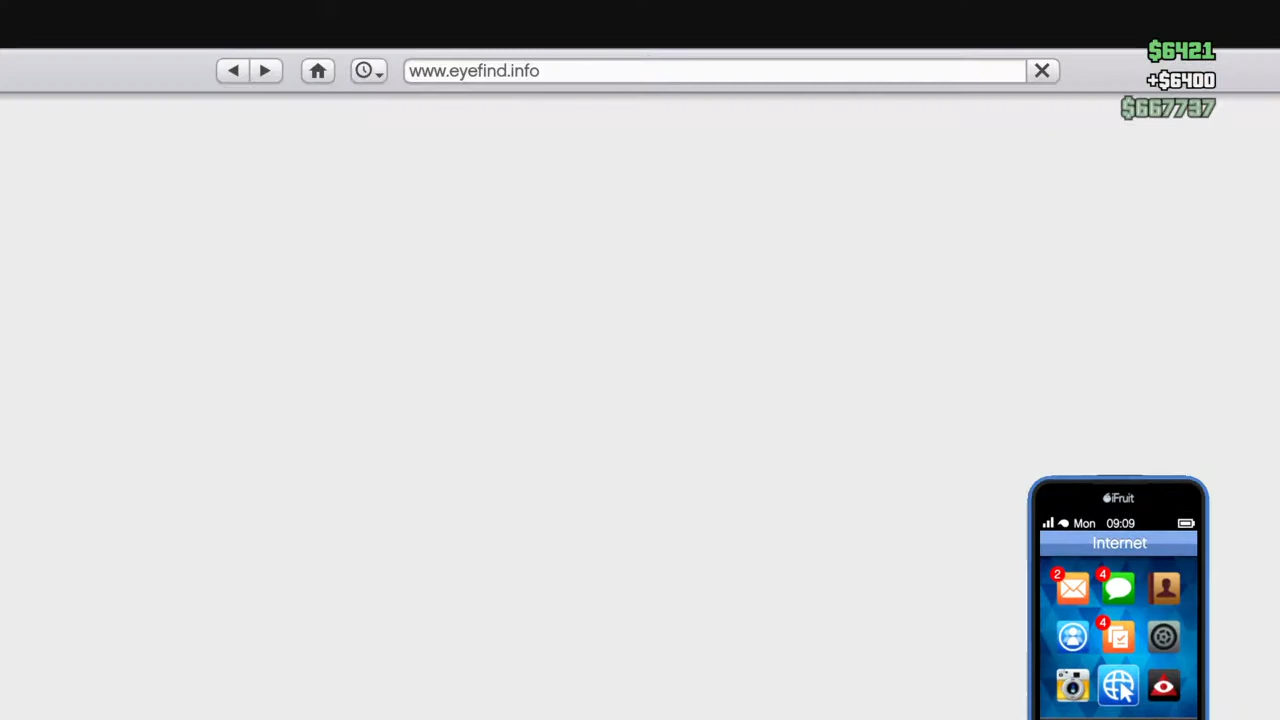 www.eyefind.info
$6421
+$6400
$667737
iFruit
Mon 09:09
Internet
2 4
4